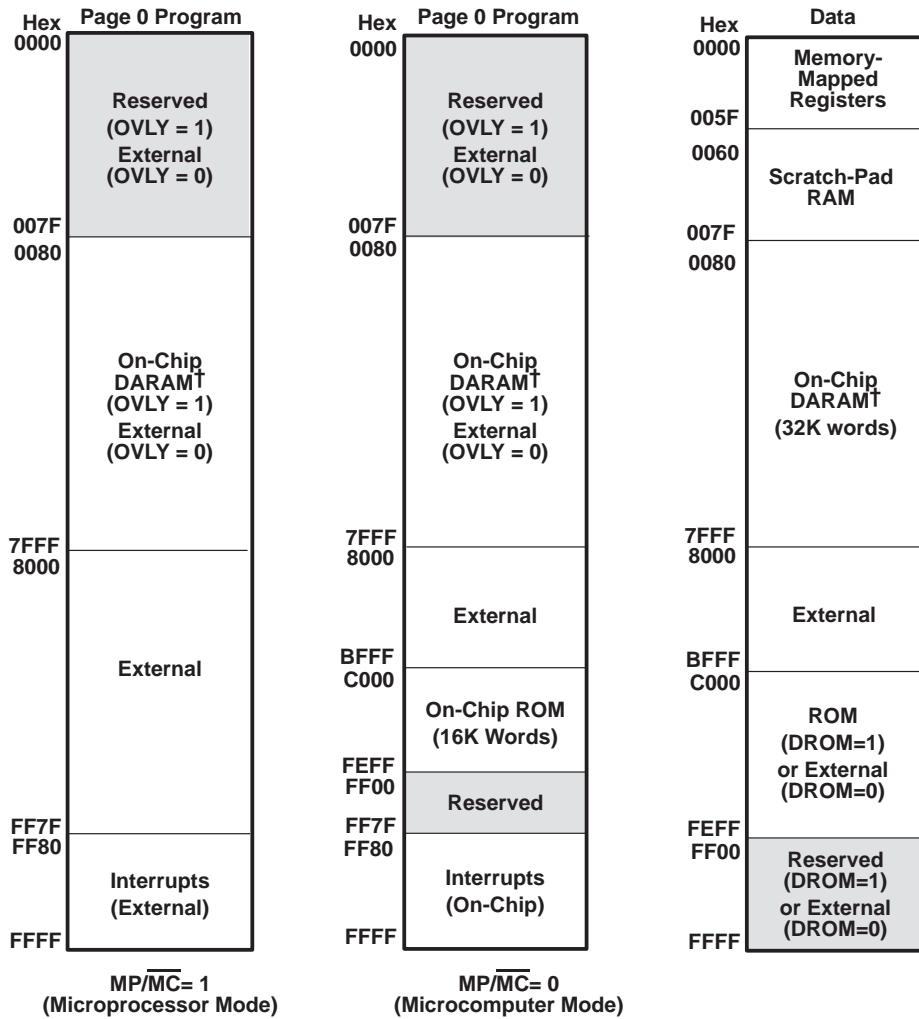 Hex
Page 0 Program
0000
Reserved
(OVLY = 1)
External
(OVLY = 0)
007F
0080
On-Chip
DARAM†
(OVLY = 1)
External
(OVLY = 0)
7FFF
8000
External
FF7F
FF80
Interrupts
(External)
FFFF
MP/M̅C̅= 1
(Microprocessor Mode)
Hex
Page 0 Program
0000
Reserved
(OVLY = 1)
External
(OVLY = 0)
007F
0080
On-Chip
DARAM†
(OVLY = 1)
External
(OVLY = 0)
7FFF
8000
External
BFFF
C000
On-Chip ROM
(16K Words)
FEFF
FF00
Reserved
FF7F
FF80
Interrupts
(On-Chip)
FFFF
MP/M̅C̅= 0
(Microcomputer Mode)
Hex
Data
0000
Memory-
Mapped
Registers
005F
0060
Scratch-Pad
RAM
007F
0080
On-Chip
DARAM†
(32K words)
7FFF
8000
External
BFFF
C000
ROM
(DROM=1)
or External
(DROM=0)
FEFF
FF00
Reserved
(DROM=1)
or External
(DROM=0)
FFFF